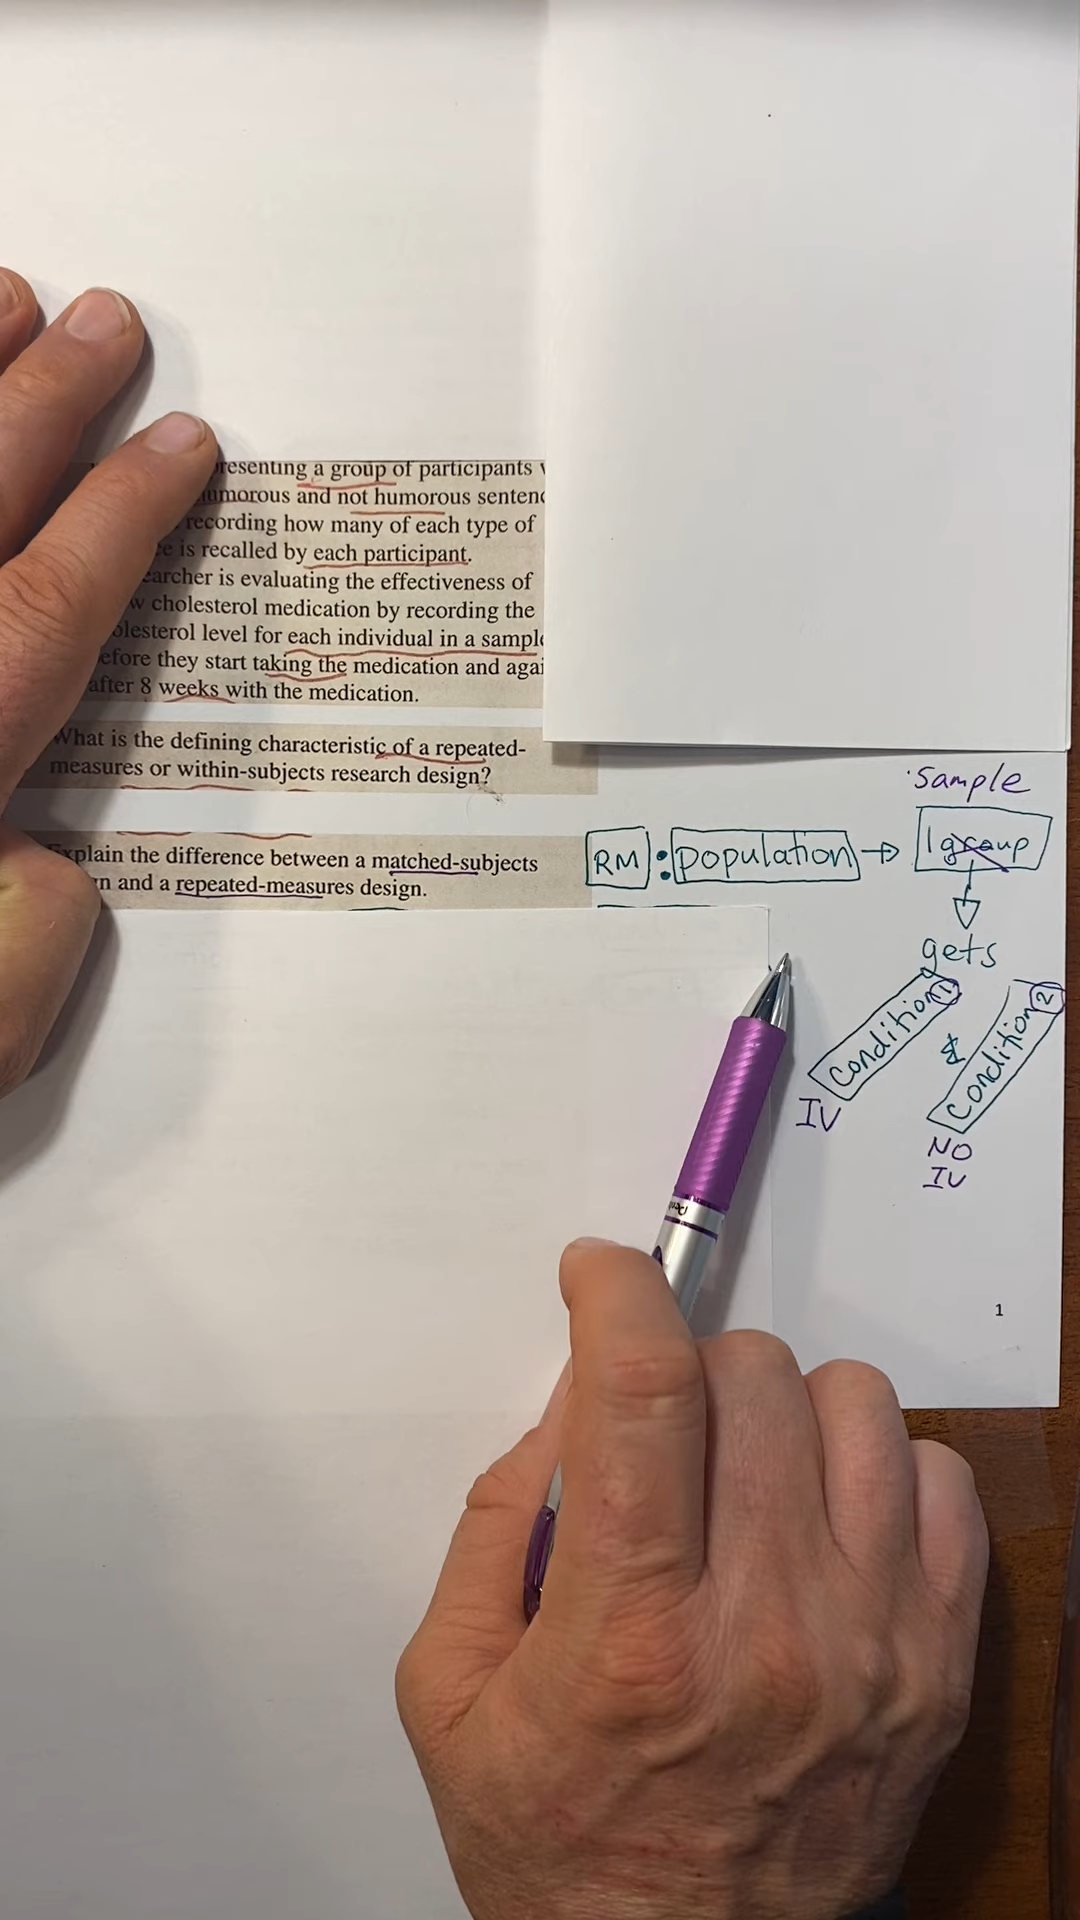 resenting a group of participants
umorous and not humorous
recording how many of each type of
is recalled by each participant.
archer is evaluating the effectiveness of
w cholesterol medication by recording the
olesterol level for each individual in a sampl
efore they start taking the medication and agai
after 8 weeks with the medication.
What is the defining characteristic of a repeated-
measures or within-subjects research design?
Explain the difference between a matched-subjects
n and a repeated-measures design.
Sample
RM : population → 1 group
gets
Condition 1 & Condition 2
IV
NO
IV
1